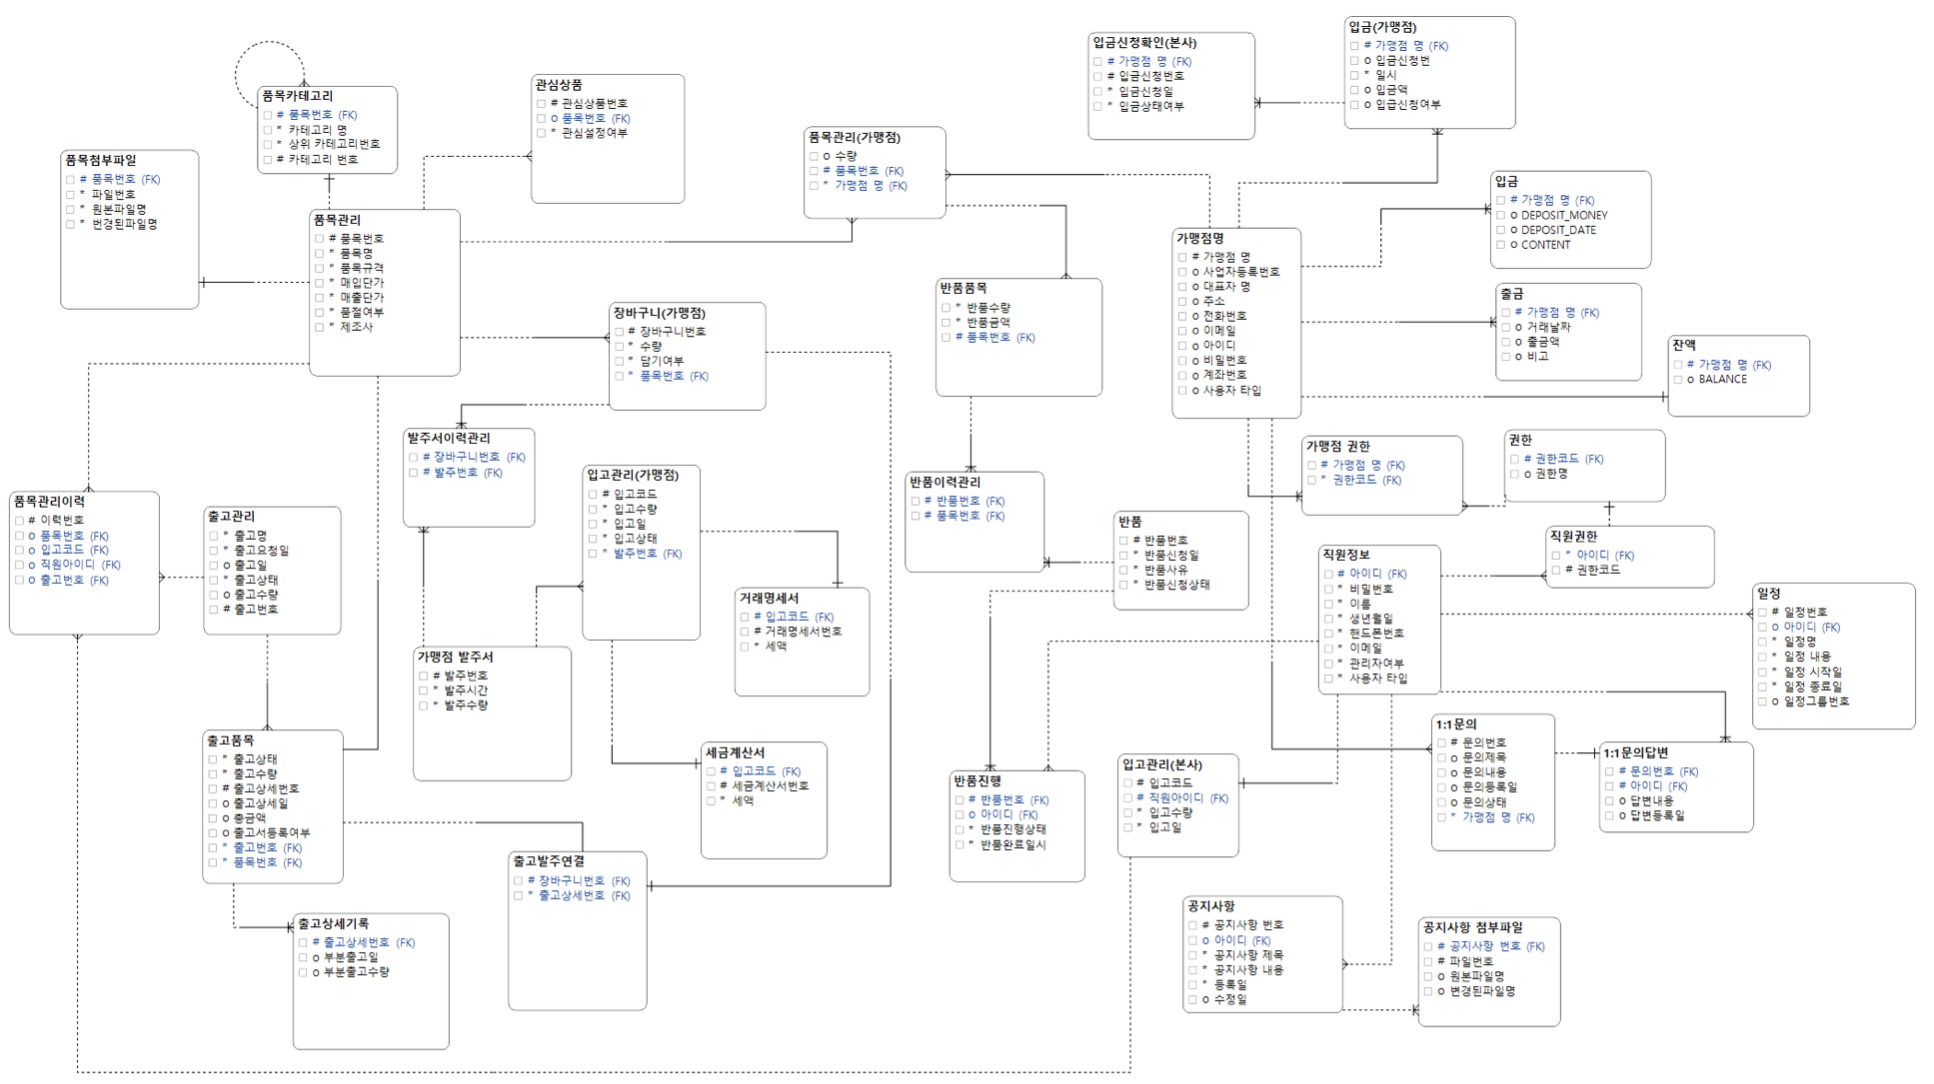 품목카테고리
# 품목번호 (FK)
* 카테고리 명
* 상위 카테고리번호
# 카테고리 번호
관심상품
# 관심상품번호
o 품목번호 (FK)
* 관심설정여부
품목첨부파일
# 품목번호 (FK)
* 파일번호
* 원본파일명
* 변경된파일명
품목관리
# 품목번호
* 품목명
* 품목규격
* 매입단가
* 매출단가
* 품절여부
* 제조사
품목관리(가맹점)
o 수량
# 품목번호 (FK)
* 가맹점 명 (FK)
입금신청확인(본사)
# 가맹점 명 (FK)
# 입금신청번호
* 입금신청일
* 입금상태여부
입금(가맹점)
# 가맹점 명 (FK)
o 입금신청번
* 일시
o 입금액
o 입급신청여부
입금
# 가맹점 명 (FK)
o DEPOSIT_MONEY
o DEPOSIT_DATE
o CONTENT
가맹점명
# 가맹점 명
o 사업자등록번호
o 대표자 명
o 주소
o 전화번호
o 이메일
o 아이디
o 비밀번호
o 계좌번호
o 사용자 타입
출금
# 가맹점 명 (FK)
o 거래날짜
o 출금액
o 비고
잔액
# 가맹점 명 (FK)
o BALANCE
반품품목
* 반품수량
* 반품금액
# 품목번호 (FK)
장바구니(가맹점)
# 장바구니번호
* 수량
* 담기여부
* 품목번호 (FK)
발주서이력관리
# 장바구니번호 (FK)
# 발주번호 (FK)
입고관리(가맹점)
# 입고코드
* 입고수량
* 입고일
* 입고상태
* 발주번호 (FK)
반품이력관리
# 반품번호 (FK)
# 품목번호 (FK)
가맹점 권한
# 가맹점 명 (FK)
* 권한코드 (FK)
권한
# 권한코드 (FK)
o 권한명
직원권한
* 아이디 (FK)
# 권한코드
품목관리이력
# 이력번호
o 품목번호 (FK)
o 입고코드 (FK)
o 직원아이디 (FK)
o 출고번호 (FK)
출고관리
* 출고명
* 출고요청일
o 출고일
* 출고상태
o 출고수량
# 출고번호
반품
# 반품번호
* 반품신청일
* 반품사유
* 반품신청상태
직원정보
# 아이디 (FK)
* 비밀번호
* 이름
* 생년월일
* 핸드폰번호
* 이메일
* 관리자여부
* 사용자 타입
일정
# 일정번호
o 아이디 (FK)
* 일정명
* 일정 내용
* 일정 시작일
* 일정 종료일
o 일정그룹번호
거래명세서
# 입고코드 (FK)
# 거래명세서번호
* 세액
가맹점 발주서
# 발주번호
* 발주시간
* 발주수량
출고품목
* 출고상태
* 출고수량
# 출고상세번호
o 출고상세일
o 총금액
o 출고서등록여부
* 출고번호 (FK)
* 품목번호 (FK)
세금계산서
# 입고코드 (FK)
# 세금계산서번호
* 세액
반품진행
# 반품번호 (FK)
o 아이디 (FK)
* 반품진행상태
* 반품완료일시
입고관리(본사)
# 입고코드
# 직원아이디 (FK)
* 입고수량
* 입고일
1:1문의
# 문의번호
o 문의제목
o 문의내용
o 문의등록일
o 문의상태
* 가맹점 명 (FK)
1:1문의답변
# 문의번호 (FK)
# 아이디 (FK)
o 답변내용
o 답변등록일
출고발주연결
# 장바구니번호 (FK)
* 출고상세번호 (FK)
출고상세기록
# 출고상세번호 (FK)
o 부분출고일
o 부분출고수량
공지사항
# 공지사항 번호
o 아이디 (FK)
* 공지사항 제목
* 공지사항 내용
* 등록일
o 수정일
공지사항 첨부파일
# 공지사항 번호 (FK)
# 파일번호
o 원본파일명
o 변경된파일명